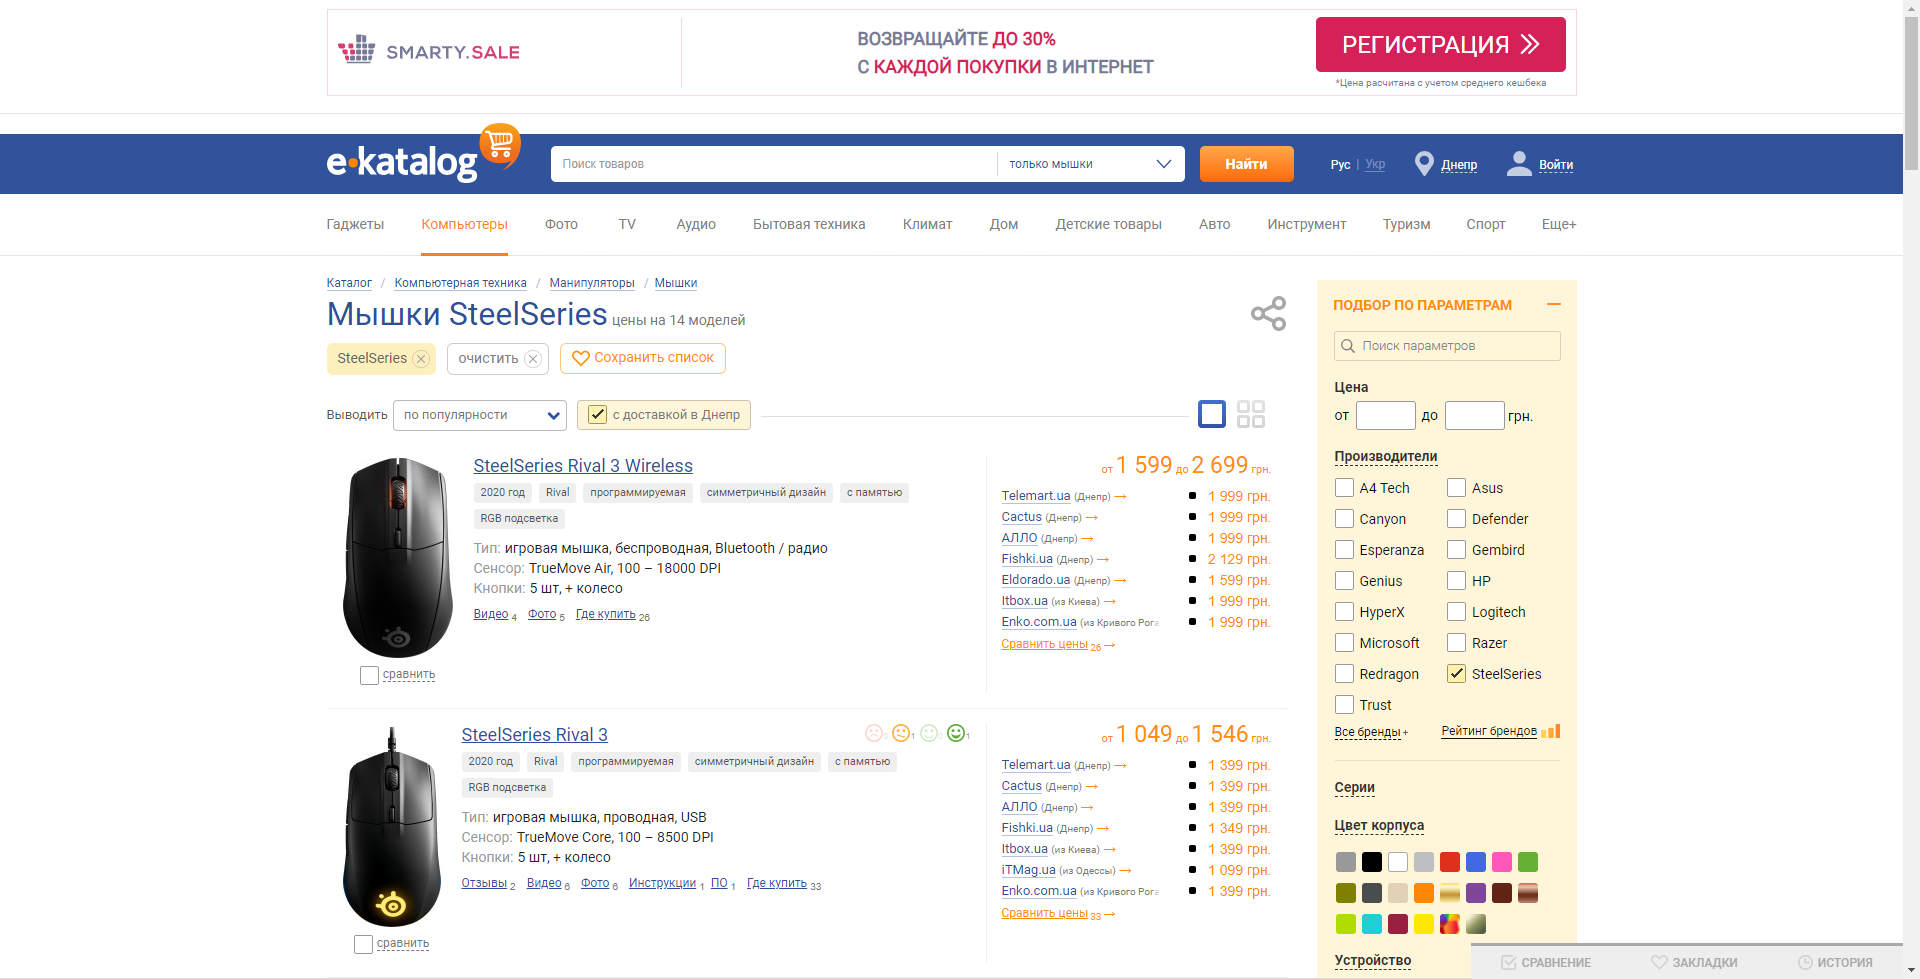 SMARTY.SALE
ВОЗВРАЩАЙТЕ ДО 30%
С КАЖДОЙ ПОКУПКИ В ИНТЕРНЕТ
РЕГИСТРАЦИЯ
*Цена расчитана с учетом среднего кешбека
e-katalog
Поиск товаров
только мышки
Найти
Рус | Укр
Днепр
Войти
Гаджеты Компьютеры Фото TV Аудио Бытовая техника Климат Дом Детские товары Авто Инструмент Туризм Спорт Еще+
Каталог / Компьютерная техника / Манипуляторы / Мышки
Мышки SteelSeries цены на 14 моделей
SteelSeries очистить Сохранить список
Выводить по популярности с доставкой в Днепр
SteelSeries Rival 3 Wireless
2020 год Rival программируемая симметричный дизайн с памятью
RGB подсветка
Тип: игровая мышка, беспроводная, Bluetooth / радио
Сенсор: TrueMove Air, 100 – 18000 DPI
Кнопки: 5 шт, + колесо
Видео 4 Фото 5 Где купить 26
сравнить
от 1 599 до 2 699 грн.
Telemart.ua (Днепр) → 1 999 грн.
Cactus (Днепр) → 1 999 грн.
АЛЛО (Днепр) → 1 999 грн.
Fishki.ua (Днепр) → 2 129 грн.
Eldorado.ua (Днепр) → 1 599 грн.
Itbox.ua (из Киева) → 1 999 грн.
Enko.com.ua (из Кривого Рога 1 999 грн.
Сравнить цены 26 →
SteelSeries Rival 3
0 1 0 1
2020 год Rival программируемая симметричный дизайн с памятью
RGB подсветка
Тип: игровая мышка, проводная, USB
Сенсор: TrueMove Core, 100 – 8500 DPI
Кнопки: 5 шт, + колесо
Отзывы 2 Видео 6 Фото 6 Инструкции 1 ПО 1 Где купить 33
сравнить
от 1 049 до 1 546 грн.
Telemart.ua (Днепр) → 1 399 грн.
Cactus (Днепр) → 1 399 грн.
АЛЛО (Днепр) → 1 399 грн.
Fishki.ua (Днепр) → 1 349 грн.
Itbox.ua (из Киева) → 1 399 грн.
iTMag.ua (из Одессы) → 1 099 грн.
Enko.com.ua (из Кривого Рога 1 399 грн.
Сравнить цены 33 →
ПОДБОР ПО ПАРАМЕТРАМ
Поиск параметров
Цена
от до грн.
Производители
A4 Tech Asus
Canyon Defender
Esperanza Gembird
Genius HP
HyperX Logitech
Microsoft Razer
Redragon SteelSeries
Trust
Все бренды+ Рейтинг брендов
Серии
Цвет корпуса
Устройство
СРАВНЕНИЕ ЗАКЛАДКИ ИСТОРИЯ